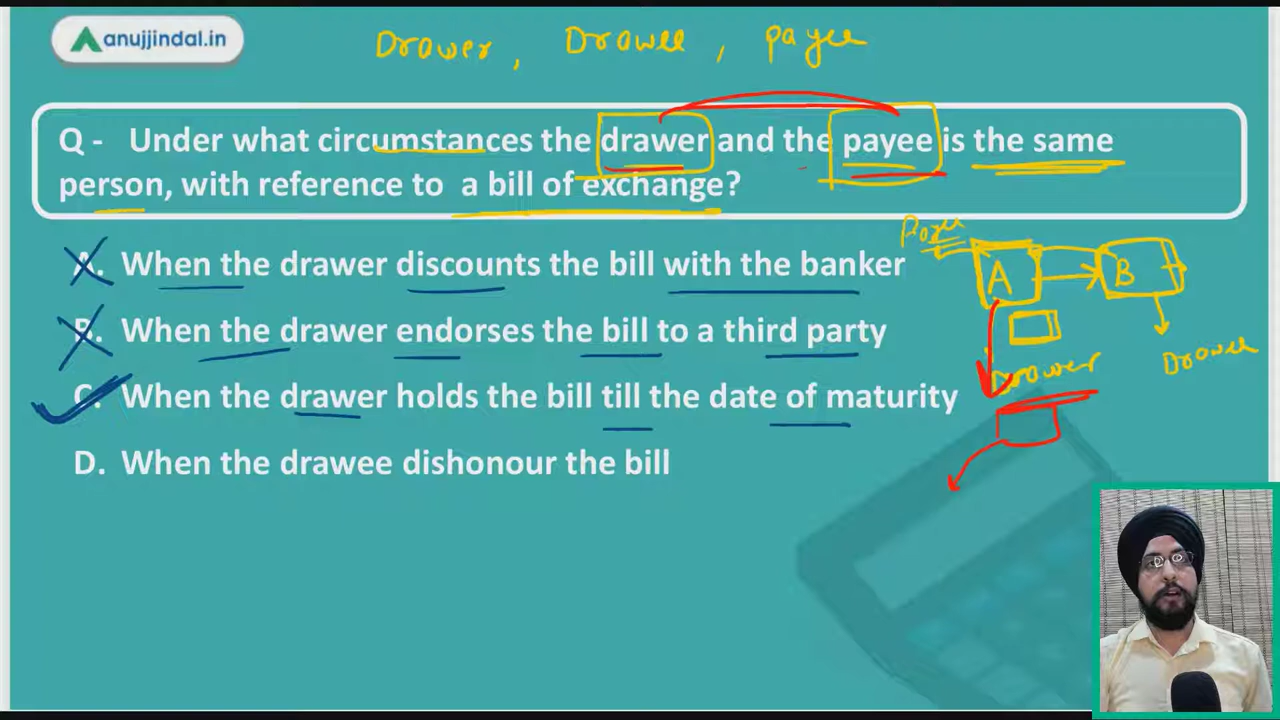 anujjindal.in
Drawer, Drawee, payee
Q - Under what circumstances the drawer and the payee is the same
person, with reference to a bill of exchange?
Payee
A B
A. When the drawer discounts the bill with the banker
B. When the drawer endorses the bill to a third party
Drawer Drawee
C. When the drawer holds the bill till the date of maturity
D. When the drawee dishonour the bill